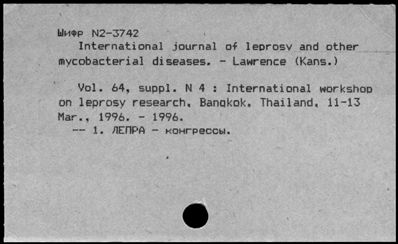 Шифр N2-3742
International journal of leprosy and other
mycobacterial diseases. - Lawrence (Kans.)
Vol. 64, suppl. N 4 : International workshop
on leprosy research, Bangkok, Thailand, 11-13
Mar., 1996. - 1996.
-- 1. ЛЕПРА - конгрессы.